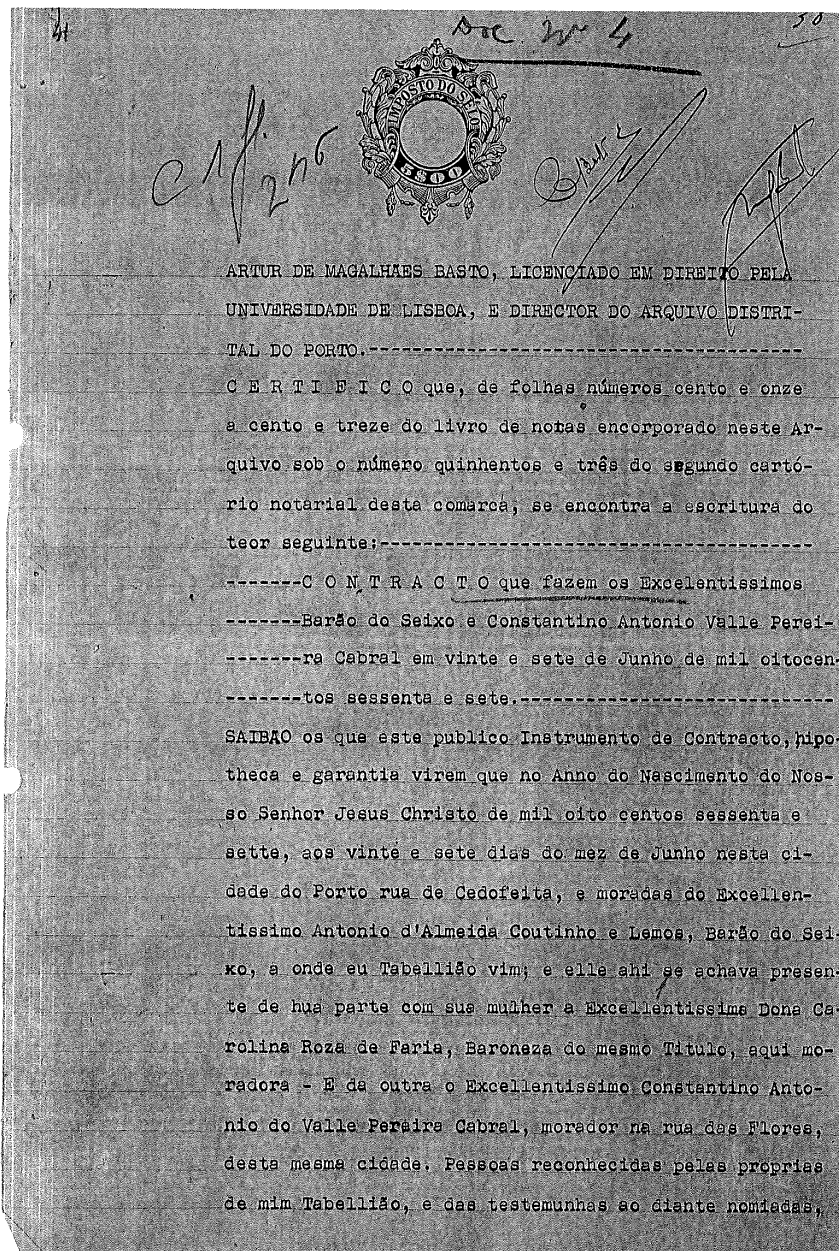 41
Doc. Nº 4
30
IMPOSTO DO SELO
5$00
ARTUR DE MAGALHÃES BASTO, LICENCIADO EM DIREITO PELA
UNIVERSIDADE DE LISBOA, E DIRECTOR DO ARQUIVO DISTRI-
TAL DO PORTO.----------------------------------------
C E R T I F I C O que, de folhas números cento e onze
a cento e treze do livro de notas encorporado neste Ar-
quivo sob o número quinhentos e três do segundo cartó-
rio notarial desta comarca, se encontra a escritura do
teor seguinte:----------------------------------------
-------C O N T R A C T O que fazem os Excelentissimos
-------Barão do Seixo e Constantino Antonio Valle Perei-
-------ra Cabral em vinte e sete de Junho de mil oitocen-
-------tos sessenta e sete.-----------------------------
SAIBAO os que este publico Instrumento de Contracto, hipo-
theca e garantia virem que no Anno do Nascimento do Nos-
so Senhor Jesus Christo de mil oito centos sessenta e
sette, aos vinte e sete dias do mez de Junho nesta ci-
dade do Porto rua de Cedofeita, e moradas do Excellen-
tissimo Antonio d'Almeida Coutinho e Lemos, Barão do Sei-
xo, a onde eu Tabellião vim; e elle ahi se achava presen-
te de hua parte com sua mulher a Excellentissima Dona Ca-
rolina Roza de Faria, Baroneza do mesmo Titulo, aqui mo-
radora - E da outra o Excellentissimo Constantino Anto-
nio do Valle Pereira Cabral, morador na rua das Flores,
desta mesma cidade. Pessoas reconhecidas pelas proprias
de mim Tabellião, e das testemunhas ao diante nomiadas,